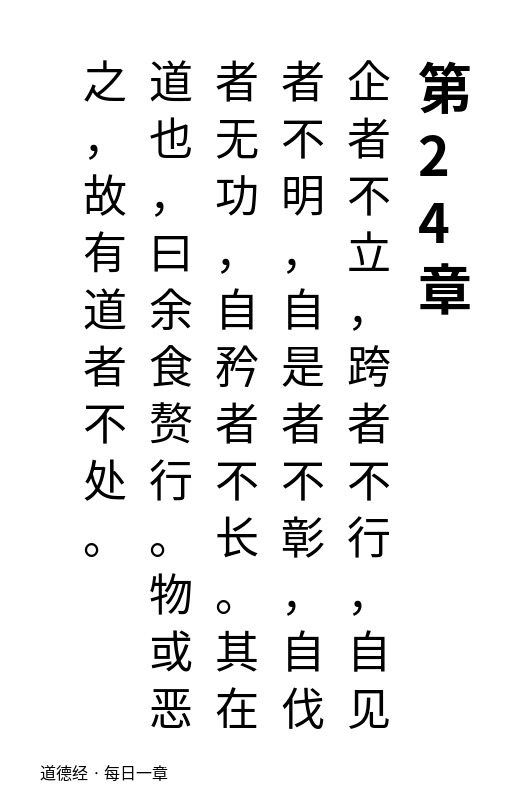 第24章
企者不立，跨者不行，自见
者不明，自是者不彰，自伐
者无功，自矜者不长。其在
道也，曰余食赘行。物或恶
之，故有道者不处。
道德经 · 每日一章